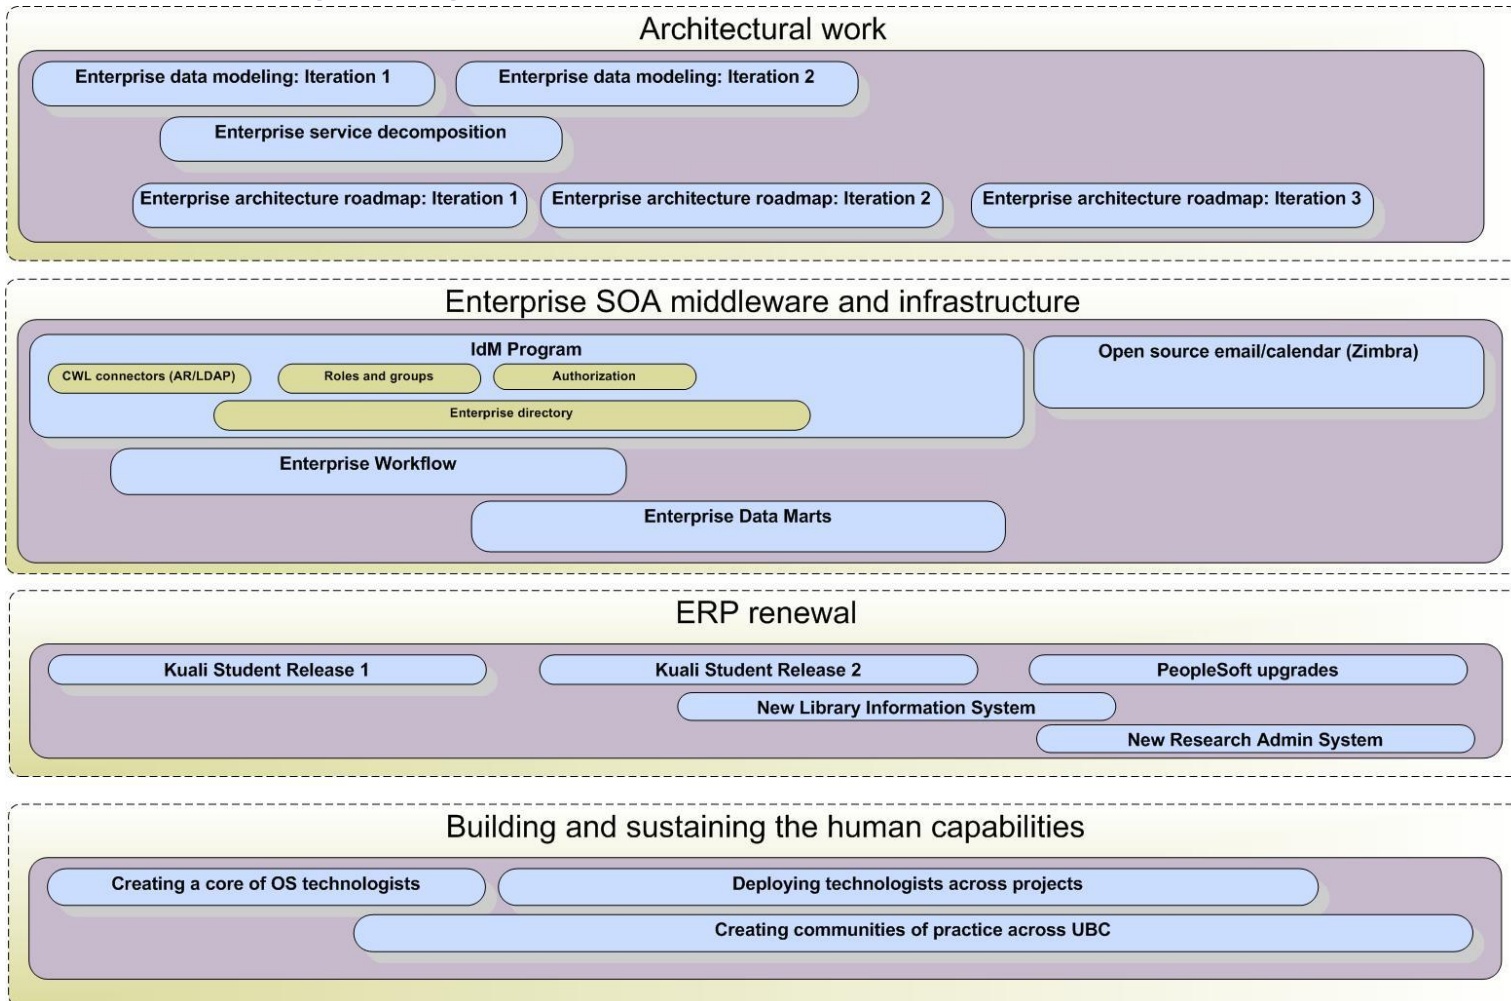 Architectural work
Enterprise data modeling: Iteration 1
Enterprise data modeling: Iteration 2
Enterprise service decomposition
Enterprise architecture roadmap: Iteration 1
Enterprise architecture roadmap: Iteration 2
Enterprise architecture roadmap: Iteration 3
Enterprise SOA middleware and infrastructure
IdM Program
CWL connectors (AR/LDAP)
Roles and groups
Authorization
Enterprise directory
Open source email/calendar (Zimbra)
Enterprise Workflow
Enterprise Data Marts
ERP renewal
Kuali Student Release 1
Kuali Student Release 2
PeopleSoft upgrades
New Library Information System
New Research Admin System
Building and sustaining the human capabilities
Creating a core of OS technologists
Deploying technologists across projects
Creating communities of practice across UBC